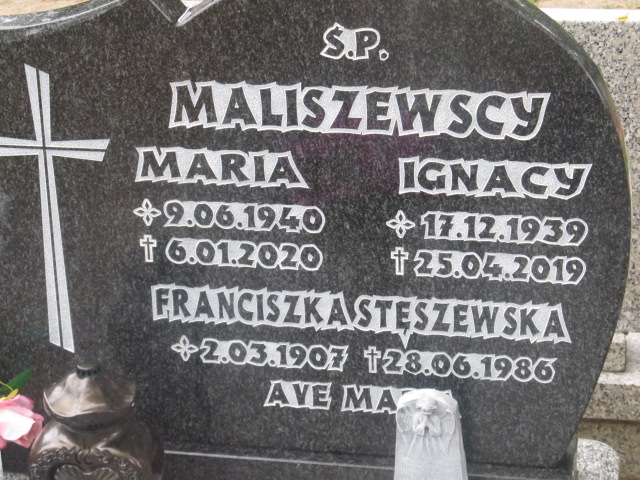 Ś.P.
MALISZEWSCY
MARIA IGNACY
9.06.1940 17.12.1939
6.01.2020 25.04.2019
FRANCISZKA STĘSZEWSKA
2.03.1907 28.06.1986
AVE